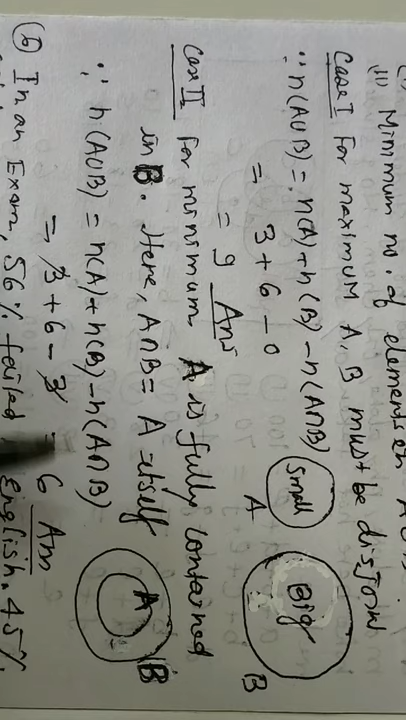 (ii) Minimum no. of elements in A∪B.
Case I For maximum A, B must be disjoint
∵ n(A∪B) = n(A)+n(B)-n(A∩B)
= 3+6-0
= 9 Ans
Small
A
Big
B
Case II For minimum, A is fully contained
in B. Here, A∩B = A itself
∵ n(A∪B) = n(A)+n(B)-n(A∩B)
= 3+6-3 = 6 Ans
A
B
(6) In an Exam, 56% failed English. 45%